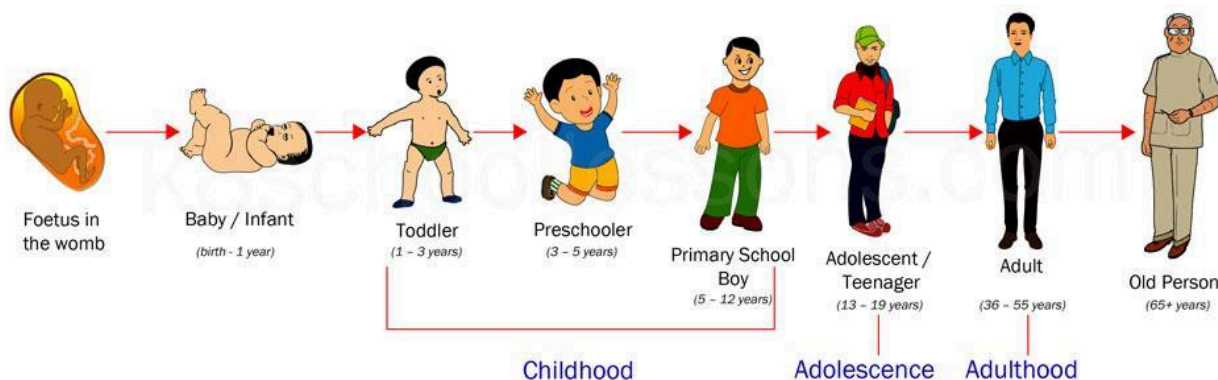 Foetus in
the womb
Baby / Infant
(birth - 1 year)
Toddler
(1 – 3 years)
Preschooler
(3 – 5 years)
Primary School
Boy
(5 – 12 years)
Adolescent /
Teenager
(13 – 19 years)
Adult
(36 – 55 years)
Old Person
(65+ years)
Childhood
Adolescence
Adulthood